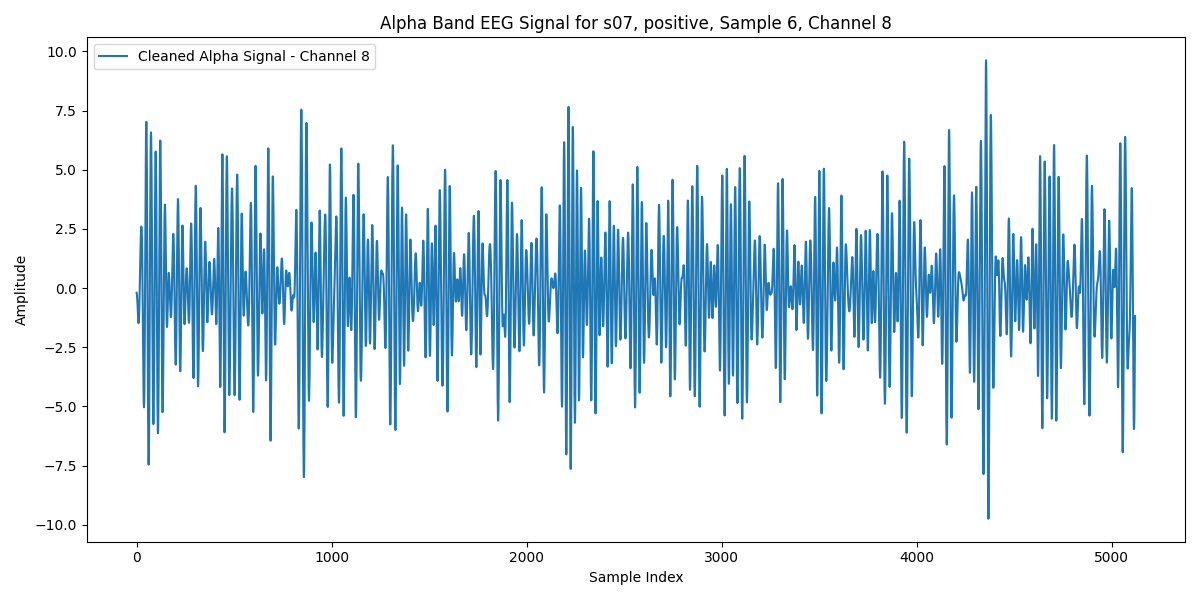 Alpha Band EEG Signal for s07, positive, Sample 6, Channel 8
Cleaned Alpha Signal - Channel 8
10.0
7.5
5.0
2.5
0.0
−2.5
−5.0
−7.5
−10.0
Amplitude
0 1000 2000 3000 4000 5000
Sample Index